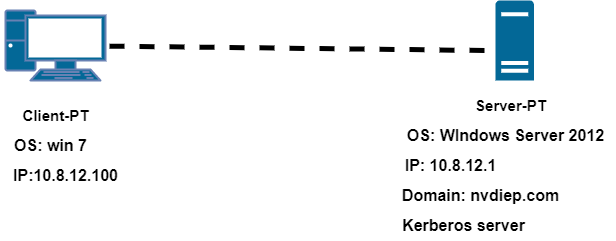 Client-PT
OS: win 7
IP:10.8.12.100
Server-PT
OS: WIndows Server 2012
IP: 10.8.12.1
Domain: nvdiep.com
Kerberos server